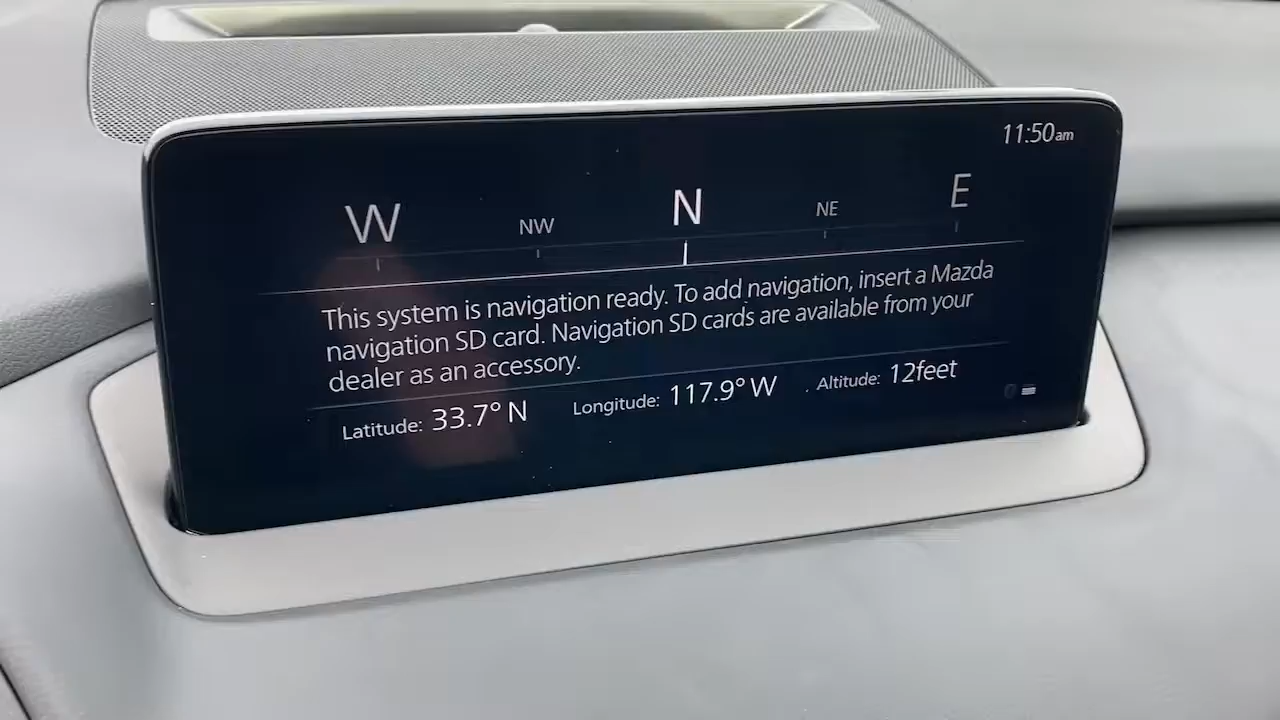 11:50am
W NW N NE E
This system is navigation ready. To add navigation, insert a Mazda
navigation SD card. Navigation SD cards are available from your
dealer as an accessory.
Latitude: 33.7° N Longitude: 117.9° W Altitude: 12feet